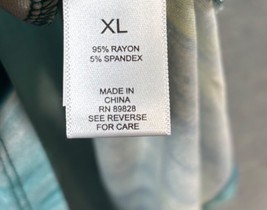 XL
95% RAYON
5% SPANDEX
MADE IN
CHINA
RN 89828
SEE REVERSE
FOR CARE